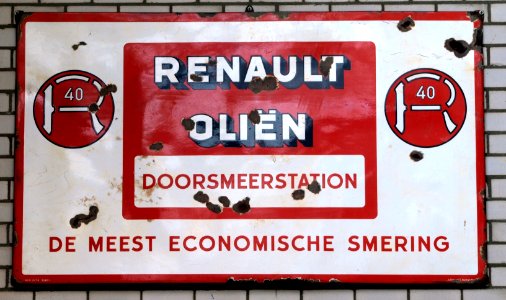 RENAULT
OLIËN
40
40
DOORSMEERSTATION
DE MEEST ECONOMISCHE SMERING